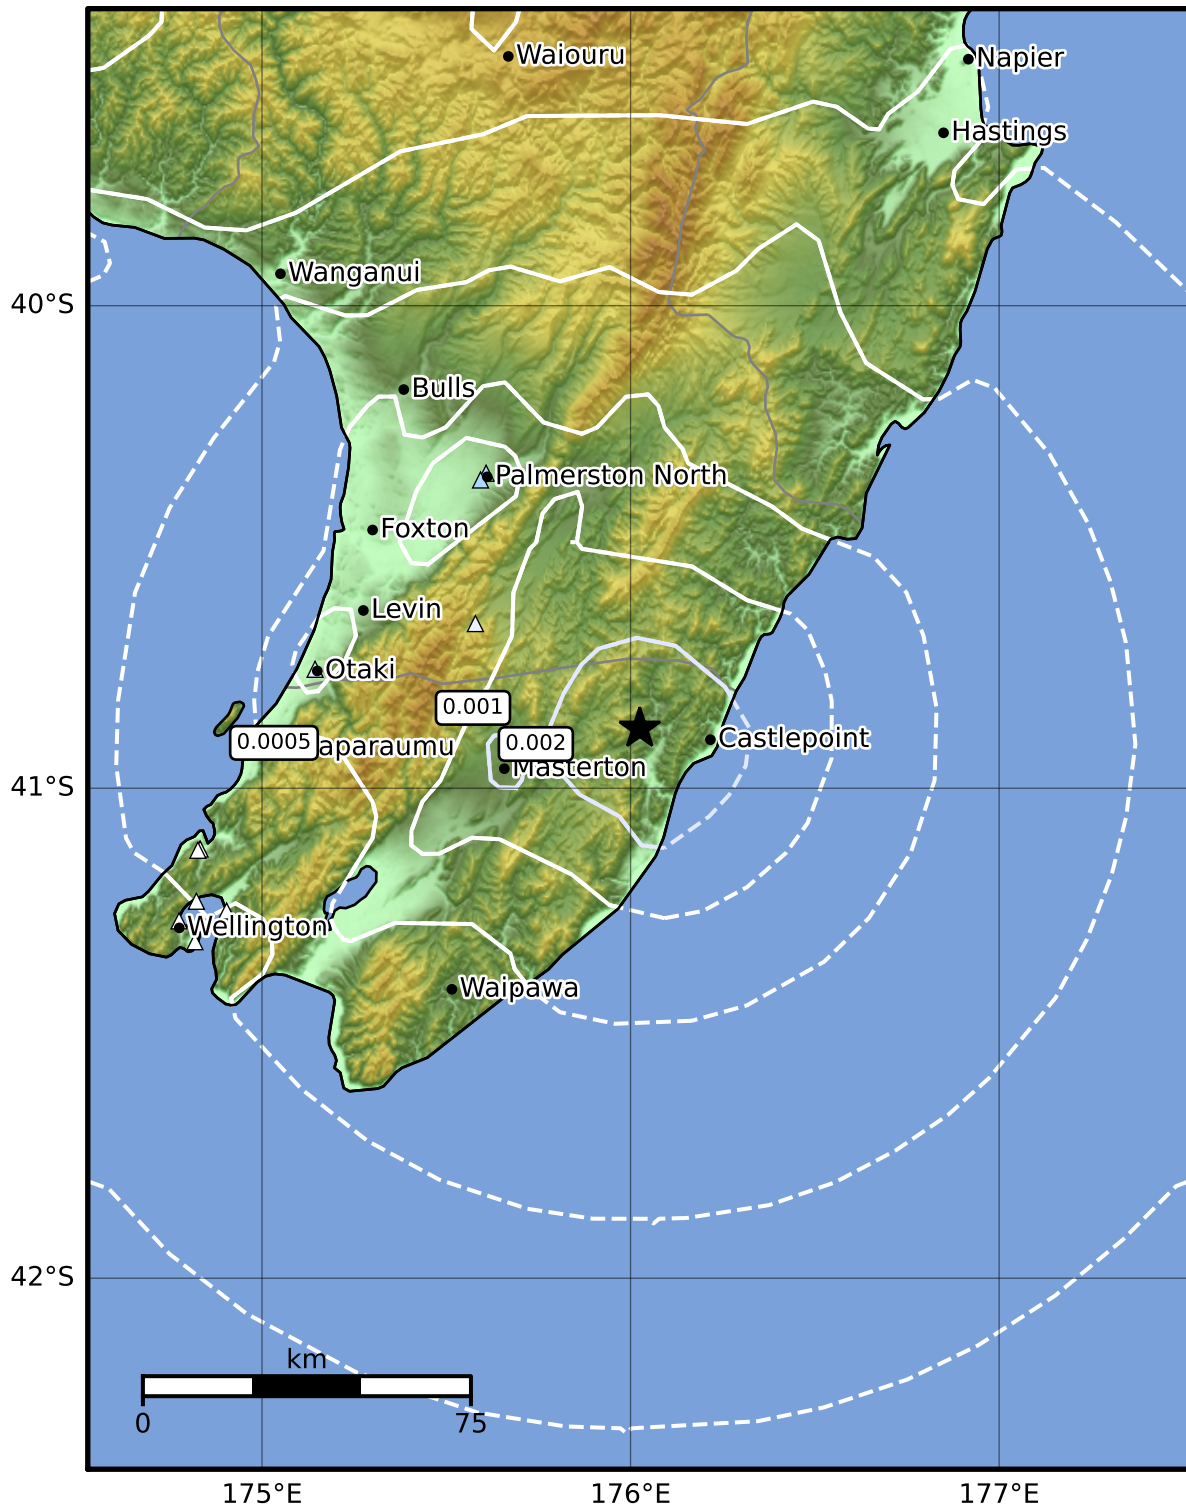 Waiouru
Napier
Hastings
Wanganui
40°S
Bulls
Palmerston North
Foxton
Levin
Otaki
0.001
0.0005
aparaumu
0.002
Castlepoint
Masterton
41°S
Wellington
Waipawa
42°S
km
0
75
175°E
176°E
177°E